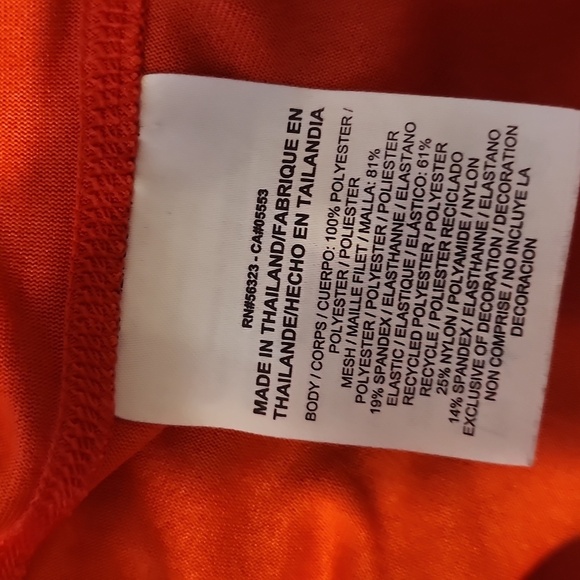 RN#56323 - CA#05553
MADE IN THAILAND/FABRIQUE EN
THAILANDE/HECHO EN TAILANDIA
BODY / CORPS / CUERPO: 100% POLYESTER /
POLYESTER / POLIESTER
MESH / MAILLE FILET / MALLA: 81%
POLYESTER / POLYESTER / POLIESTER
19% SPANDEX / ELASTHANNE / ELASTANO
ELASTIC / ELASTIQUE / ELÁSTICO: 61%
RECYCLED POLYESTER / POLYESTER
RECYCLE / POLIESTER RECICLADO
25% NYLON / POLYAMIDE / NYLON
14% SPANDEX / ELASTHANNE / ELASTANO
EXCLUSIVE OF DECORATION / DECORATION
NON COMPRISE / NO INCLUYE LA
DECORACION